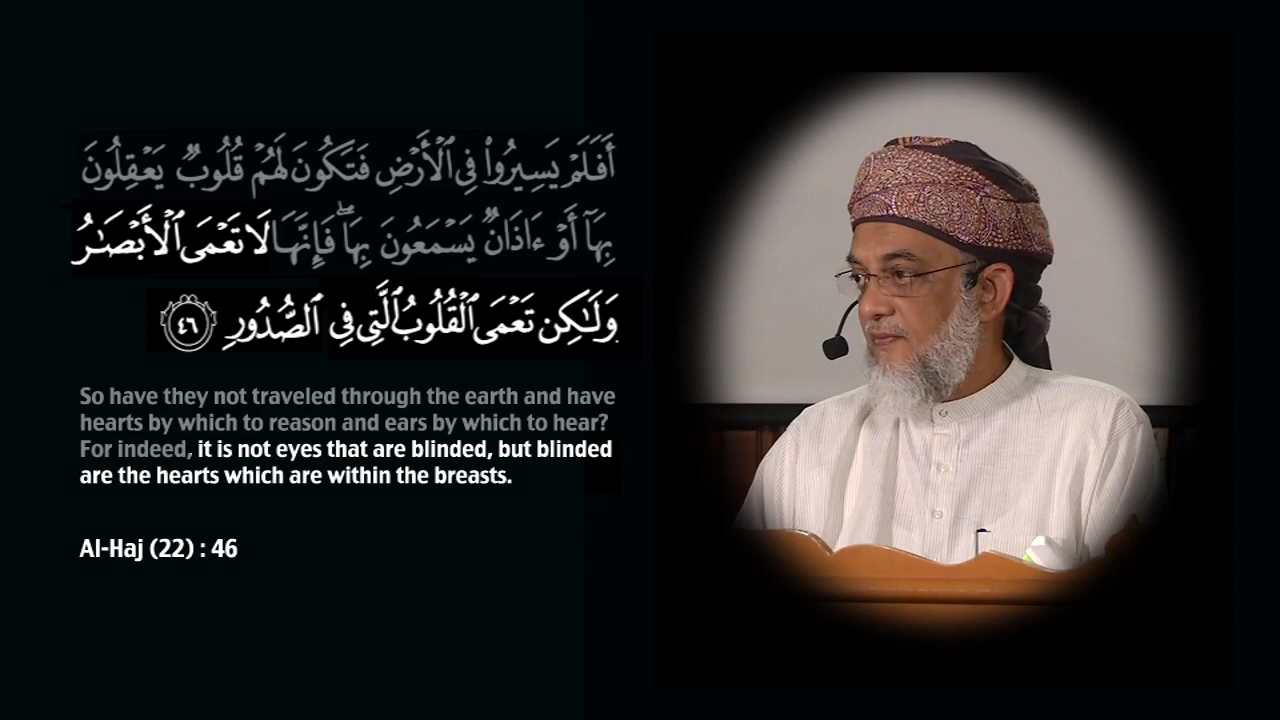 أَفَلَمْ يَسِيرُوا۟ فِى ٱلْأَرْضِ فَتَكُونَ لَهُمْ قُلُوبٌ يَعْقِلُونَ
بِهَآ أَوْ ءَاذَانٌ يَسْمَعُونَ بِهَا ۖ فَإِنَّهَا لَا تَعْمَى ٱلْأَبْصَـٰرُ
وَلَـٰكِن تَعْمَى ٱلْقُلُوبُ ٱلَّتِى فِى ٱلصُّدُورِ ٤٦
So have they not traveled through the earth and have
hearts by which to reason and ears by which to hear?
For indeed, it is not eyes that are blinded, but blinded
are the hearts which are within the breasts.
Al-Haj (22) : 46